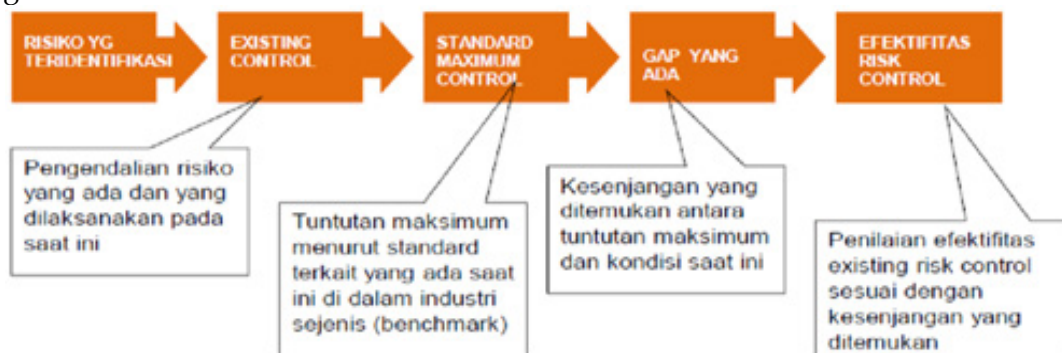 g
RISIKO YG
TERIDENTIFIKASI
EXISTING
CONTROL
STANDARD
MAXIMUM
CONTROL
GAP YANG
ADA
EFEKTIFITAS
RISK
CONTROL
Pengendalian risiko
yang ada dan yang
dilaksanakan pada
saat ini
Tuntutan maksimum
menurut standard
terkait yang ada saat
ini di dalam industri
sejenis (benchmark)
Kesenjangan yang
ditemukan antara
tuntutan maksimum
dan kondisi saat ini
Penilaian efektifitas
existing risk control
sesuai dengan
kesenjangan yang
ditemukan